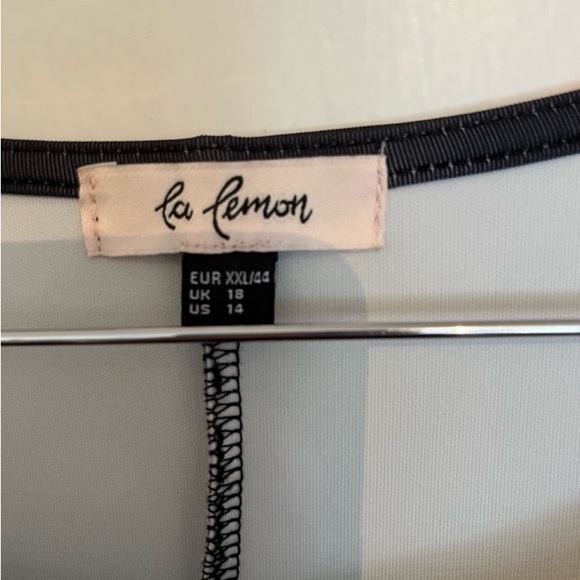 la lemon
EUR XXL/44
UK 18
US 14